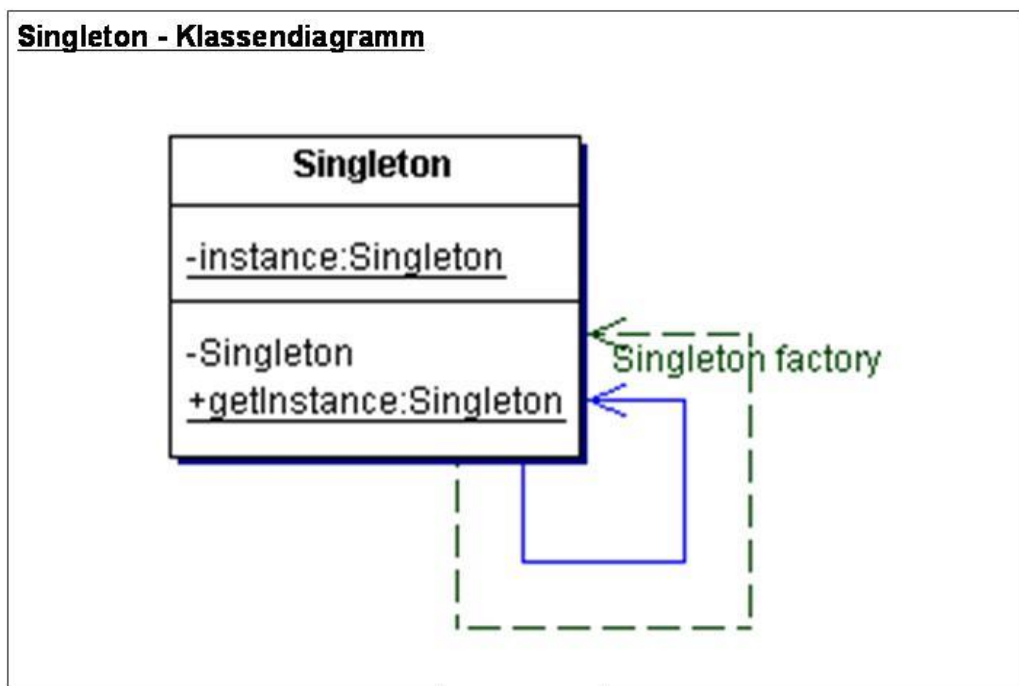 Singleton - Klassendiagramm
Singleton
-instance:Singleton
-Singleton
+getInstance:Singleton
Singleton factory